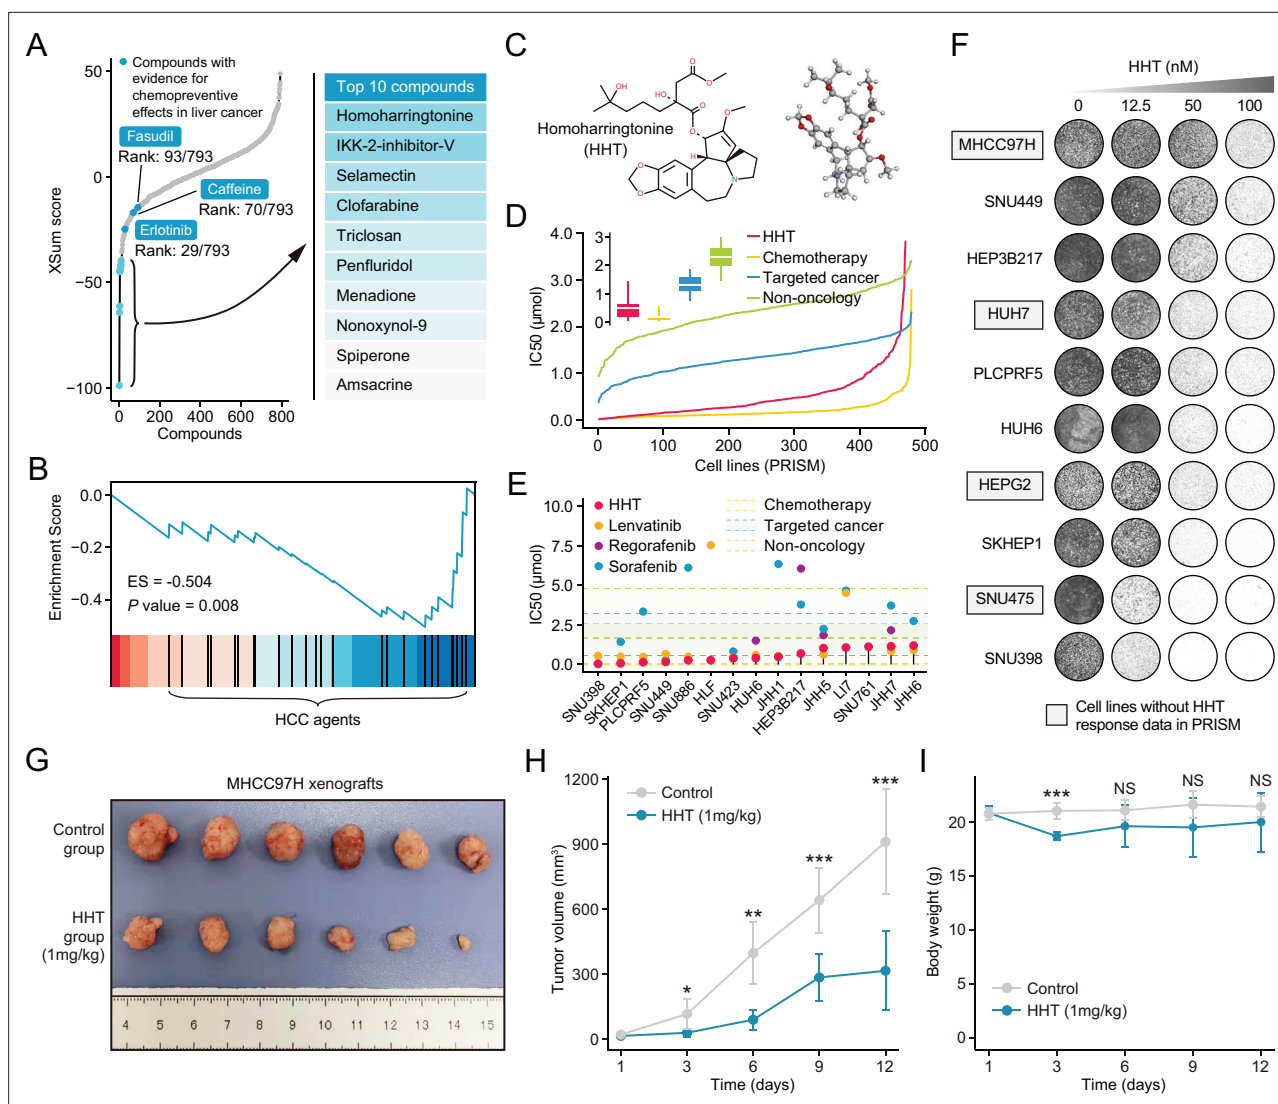 A
50
0
−50
−100
XSum score
Compounds with
evidence for
chemopreventive
effects in liver cancer
Fasudil
Rank: 93/793
Caffeine
Rank: 70/793
Erlotinib
Rank: 29/793
0 200 400 600 800
Compounds
Top 10 compounds
Homoharringtonine
IKK-2-inhibitor-V
Selamectin
Clofarabine
Triclosan
Penfluridol
Menadione
Nonoxynol-9
Spiperone
Amsacrine
B
0.0
−0.2
−0.4
Enrichment Score
ES = -0.504
P value = 0.008
HCC agents
C
Homoharringtonine
(HHT)
OH
O
O
HO
O
O
O
H
O
O
N
D
4.0
3.0
2.0
1.0
0.0
IC50 (μmol)
3
2
1
0
HHT
Chemotherapy
Targeted cancer
Non-oncology
0 100 200 300 400 500
Cell lines (PRISM)
E
10.0
7.5
5.0
2.5
0.0
IC50 (μmol)
HHT
Lenvatinib
Regorafenib
Sorafenib
Chemotherapy
Targeted cancer
Non-oncology
SNU398
SKHEP1
PLCPRF5
SNU449
SNU886
HLF
SNU423
HUH6
JHH1
HEP3B217
JHH5
LI7
SNU761
JHH7
JHH6
F
HHT (nM)
0 12.5 50 100
MHCC97H
SNU449
HEP3B217
HUH7
PLCPRF5
HUH6
HEPG2
SKHEP1
SNU475
SNU398
Cell lines without HHT
response data in PRISM
G
MHCC97H xenografts
Control
group
HHT
group
(1mg/kg)
4 5 6 7 8 9 10 11 12 13 14 15
H
1200
900
600
300
0
Tumor volume (mm³)
Control
HHT (1mg/kg)
*
**
***
***
1 3 6 9 12
Time (days)
I
20
15
10
5
0
Body weight (g)
***
NS
NS
NS
Control
HHT (1mg/kg)
1 3 6 9 12
Time (days)